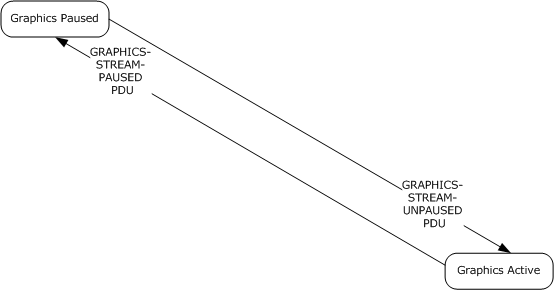 Graphics Paused
GRAPHICS-
STREAM-
PAUSED
PDU
GRAPHICS-
STREAM-
UNPAUSED
PDU
Graphics Active